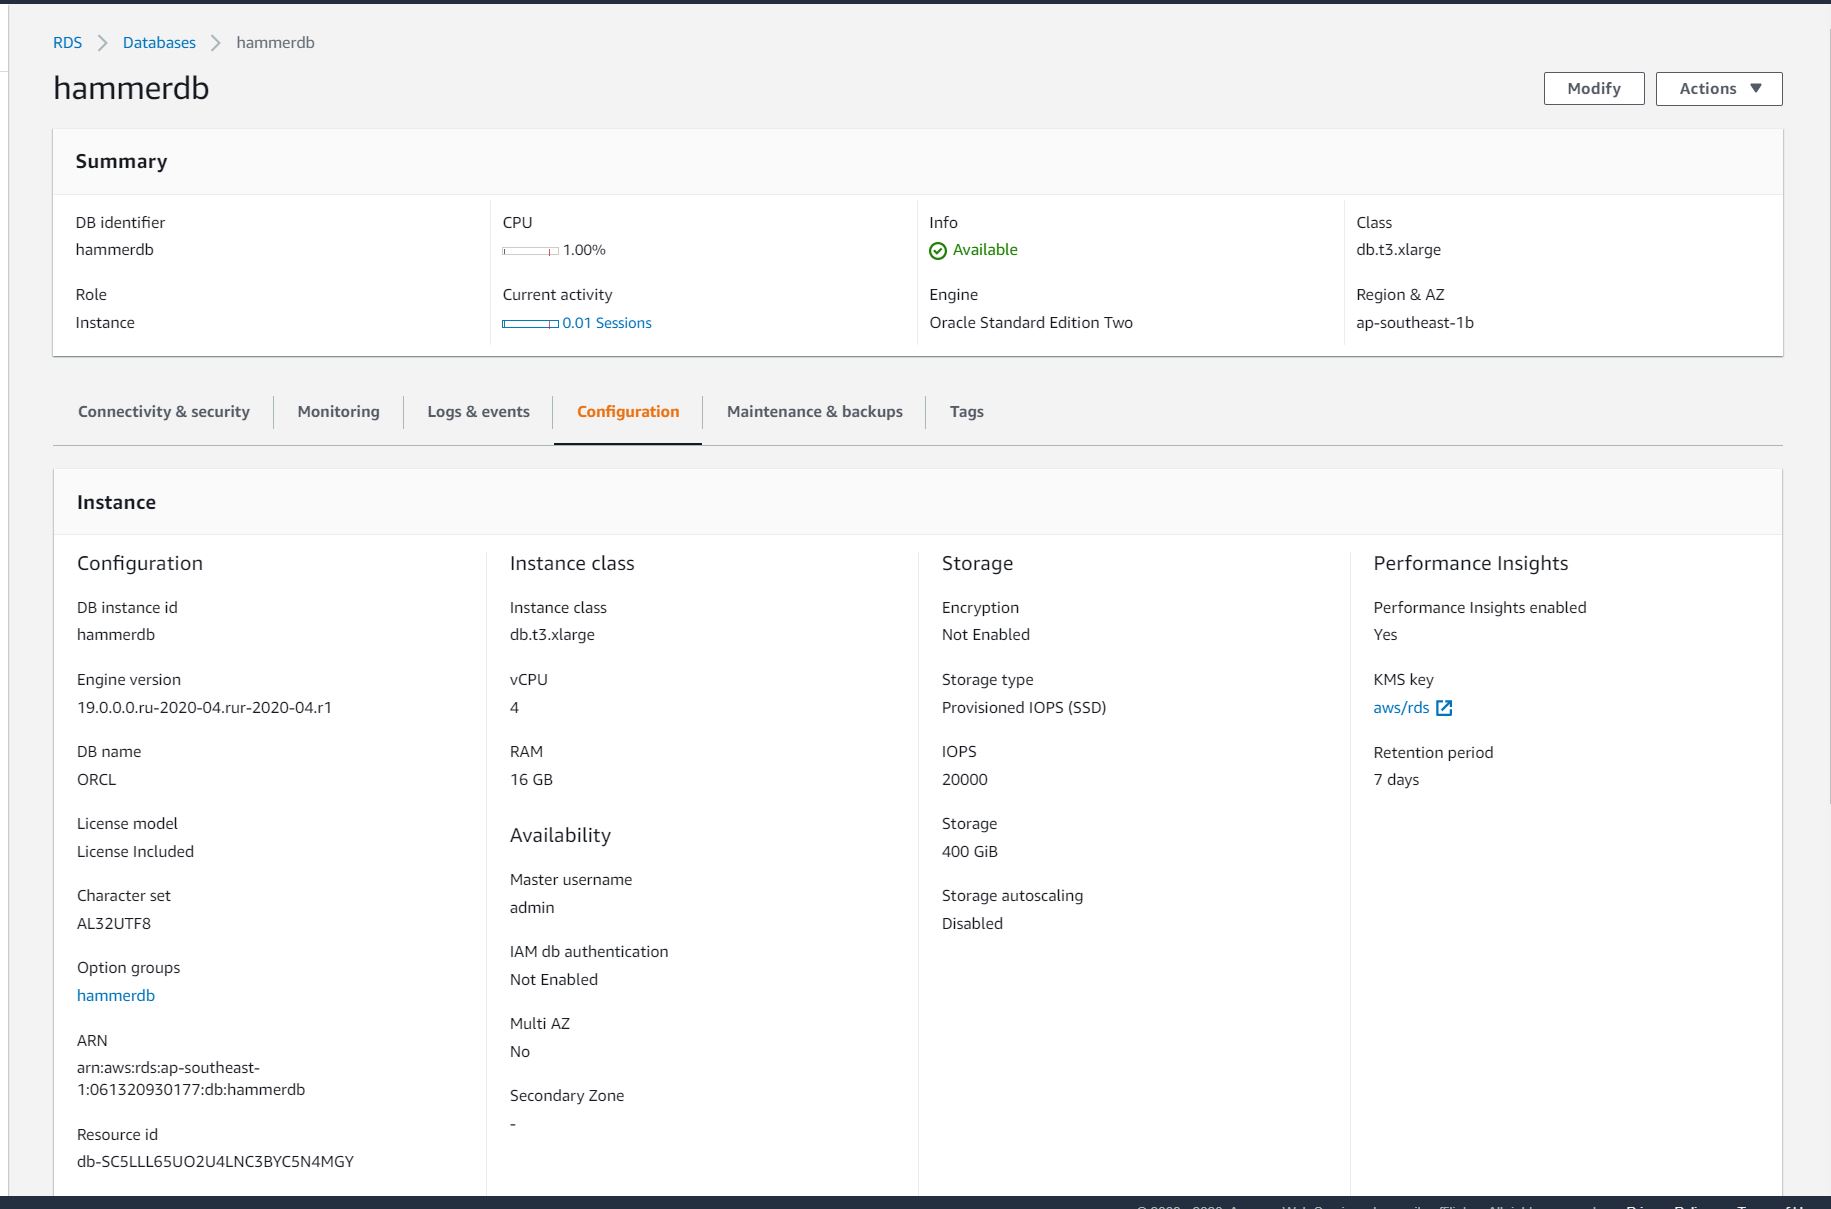 RDS > Databases > hammerdb
hammerdb
Modify
Actions ▼
Summary
DB identifier
hammerdb
CPU
1.00%
Info
Available
Class
db.t3.xlarge
Role
Instance
Current activity
0.01 Sessions
Engine
Oracle Standard Edition Two
Region & AZ
ap-southeast-1b
Connectivity & security
Monitoring
Logs & events
Configuration
Maintenance & backups
Tags
Instance
Configuration
DB instance id
hammerdb
Engine version
19.0.0.0.ru-2020-04.rur-2020-04.r1
DB name
ORCL
License model
License Included
Character set
AL32UTF8
Option groups
hammerdb
ARN
arn:aws:rds:ap-southeast-
1:061320930177:db:hammerdb
Resource id
db-SC5LLL65UO2U4LNC3BYC5N4MGY
Instance class
Instance class
db.t3.xlarge
vCPU
4
RAM
16 GB
Availability
Master username
admin
IAM db authentication
Not Enabled
Multi AZ
No
Secondary Zone
-
Storage
Encryption
Not Enabled
Storage type
Provisioned IOPS (SSD)
IOPS
20000
Storage
400 GiB
Storage autoscaling
Disabled
Performance Insights
Performance Insights enabled
Yes
KMS key
aws/rds
Retention period
7 days